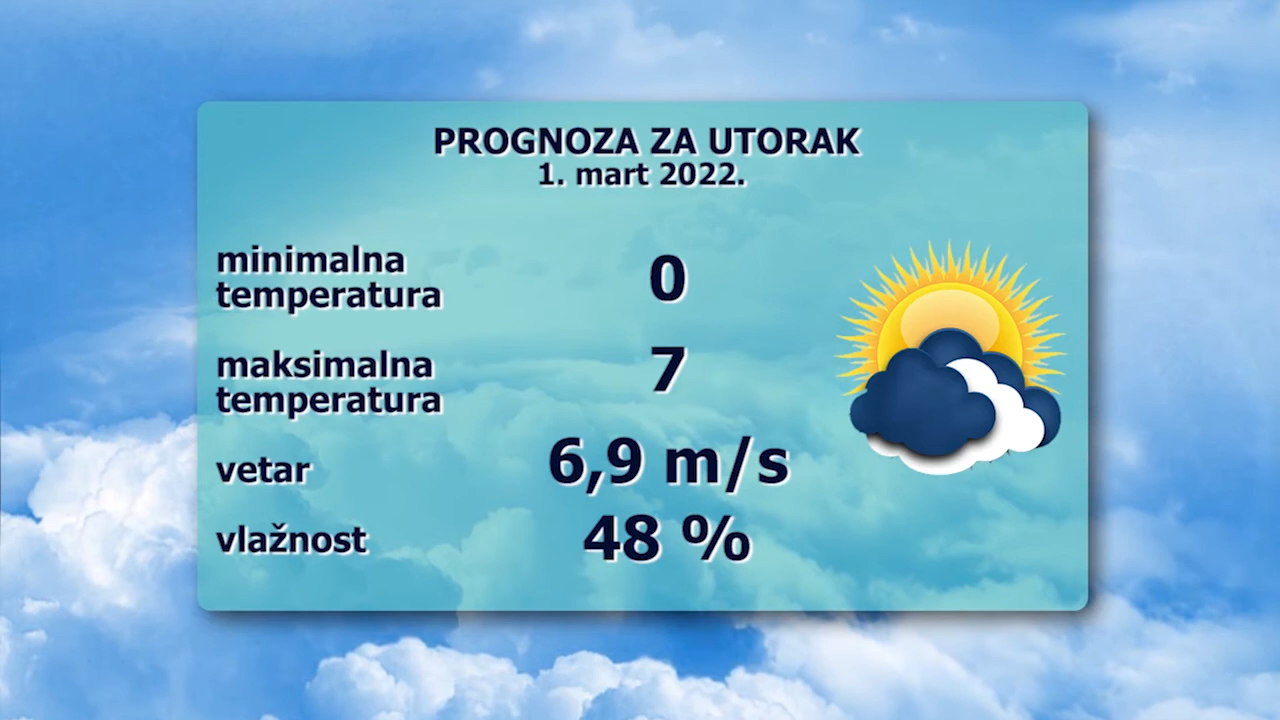 PROGNOZA ZA UTORAK
1. mart 2022.
minimalna
temperatura
0
maksimalna
temperatura
7
vetar
6,9 m/s
vlažnost
48 %